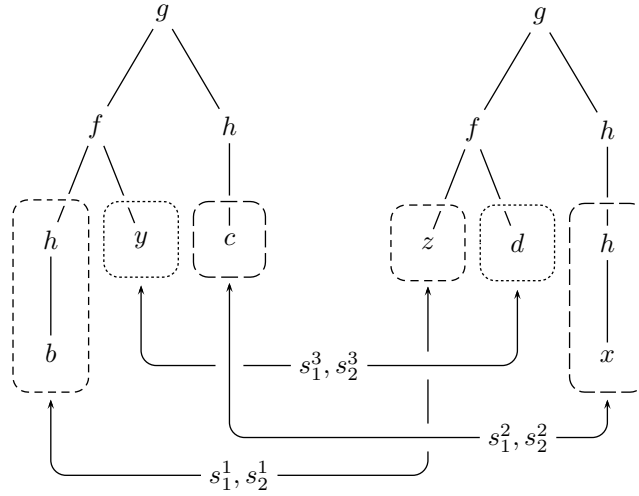 g g
f h f h
h y c z d h
b x
s_1^3, s_2^3
s_1^2, s_2^2
s_1^1, s_2^1